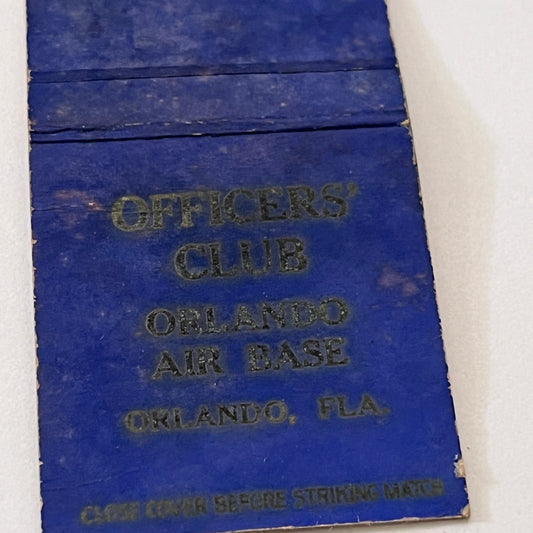 OFFICERS'
CLUB
ORLANDO
AIR BASE
ORLANDO, FLA.
CLOSE COVER BEFORE STRIKING MATCH